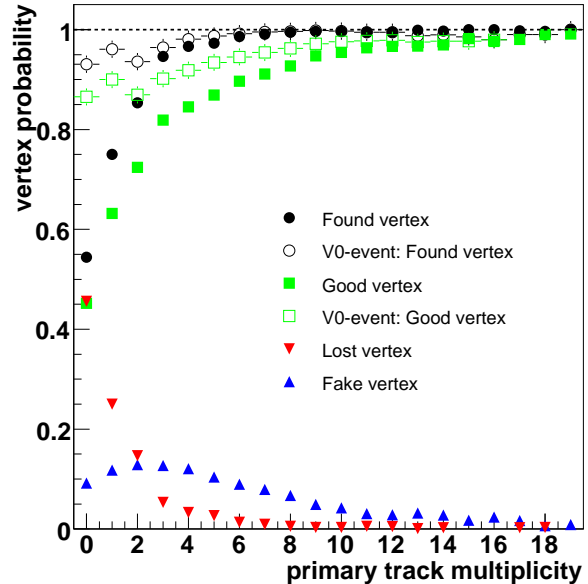 vertex probability
1
0.8
0.6
0.4
0.2
0
Found vertex
V0-event: Found vertex
Good vertex
V0-event: Good vertex
Lost vertex
Fake vertex
0 2 4 6 8 10 12 14 16 18
primary track multiplicity